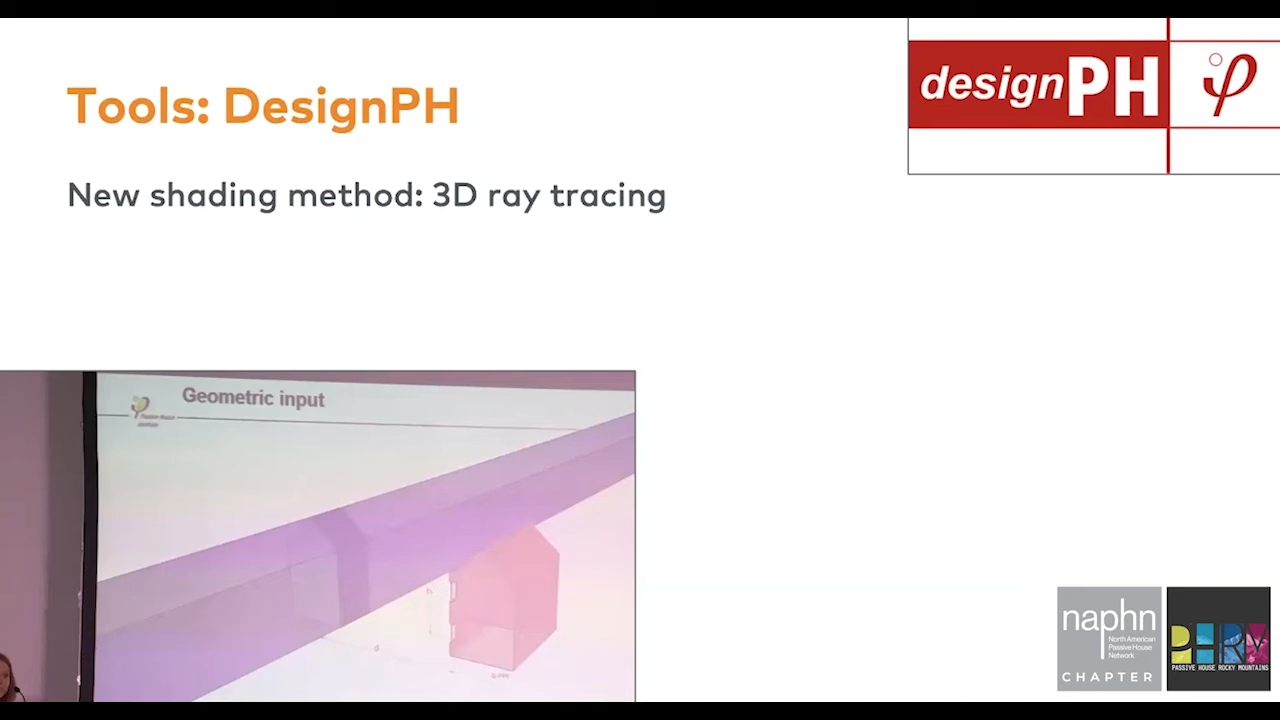 Tools: DesignPH
designPH
New shading method: 3D ray tracing
Geometric input
naphn
North American
Passive House
Network
CHAPTER
PHRM
PASSIVE HOUSE ROCKY MOUNTAINS